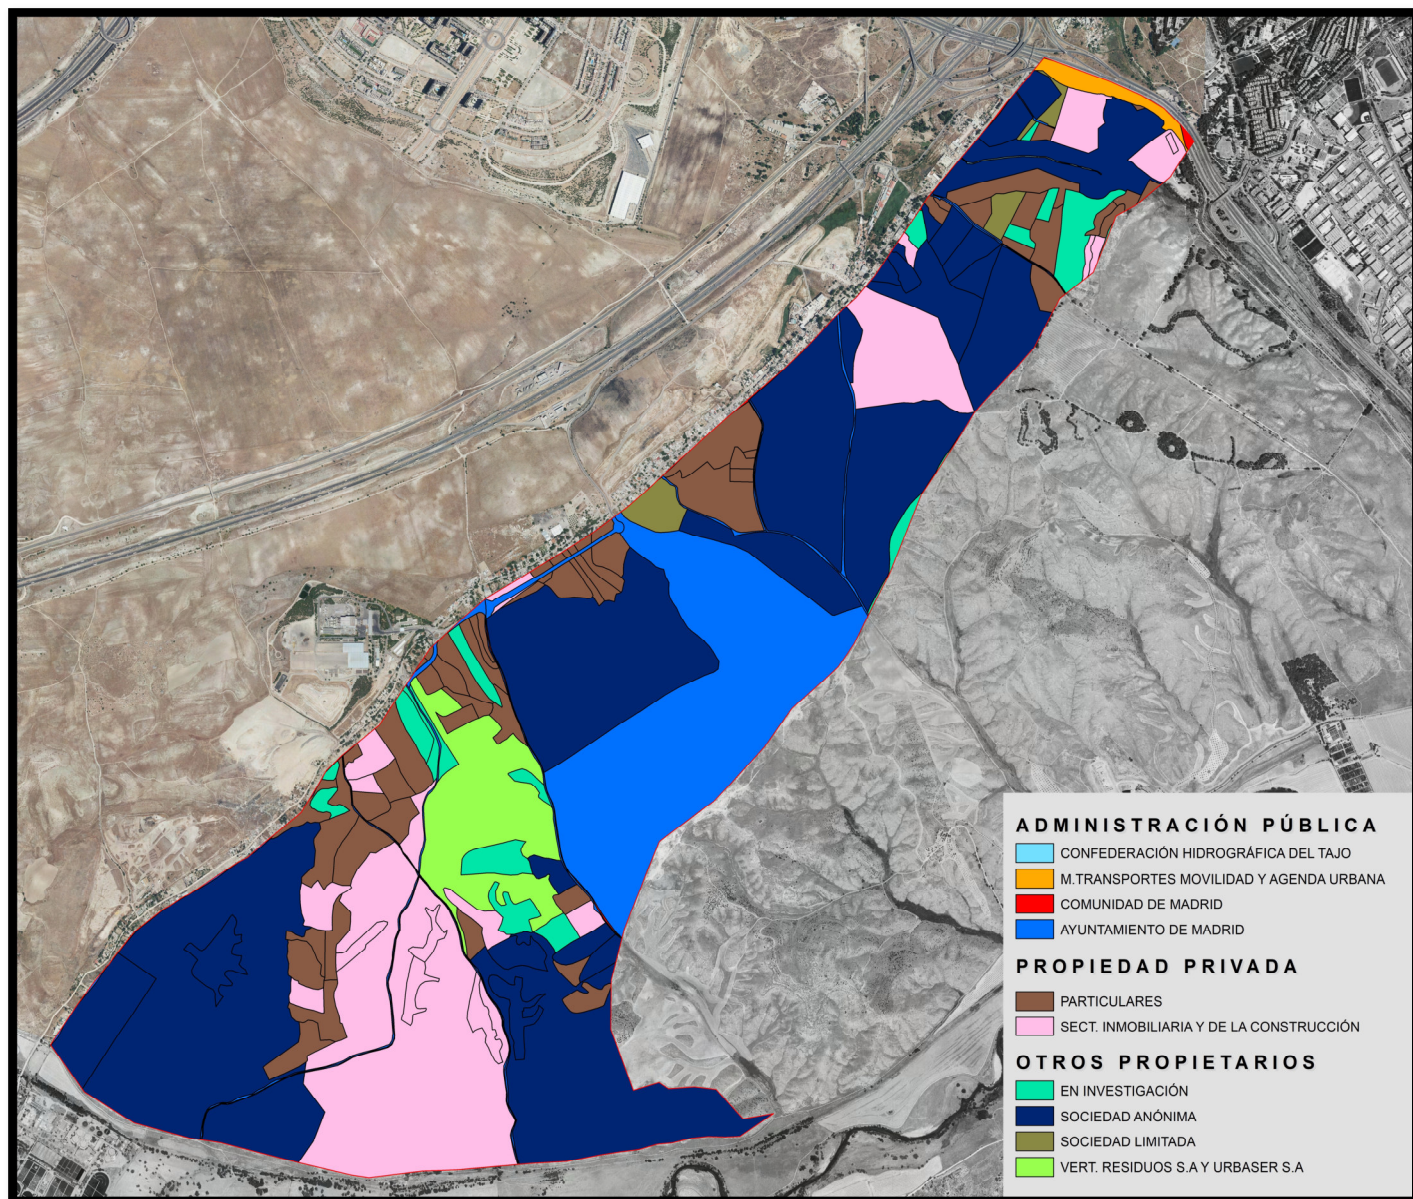 ADMINISTRACIÓN PÚBLICA
CONFEDERACIÓN HIDROGRÁFICA DEL TAJO
M.TRANSPORTES MOVILIDAD Y AGENDA URBANA
COMUNIDAD DE MADRID
AYUNTAMIENTO DE MADRID
PROPIEDAD PRIVADA
PARTICULARES
SECT. INMOBILIARIA Y DE LA CONSTRUCCIÓN
OTROS PROPIETARIOS
EN INVESTIGACIÓN
SOCIEDAD ANÓNIMA
SOCIEDAD LIMITADA
VERT. RESIDUOS S.A Y URBASER S.A